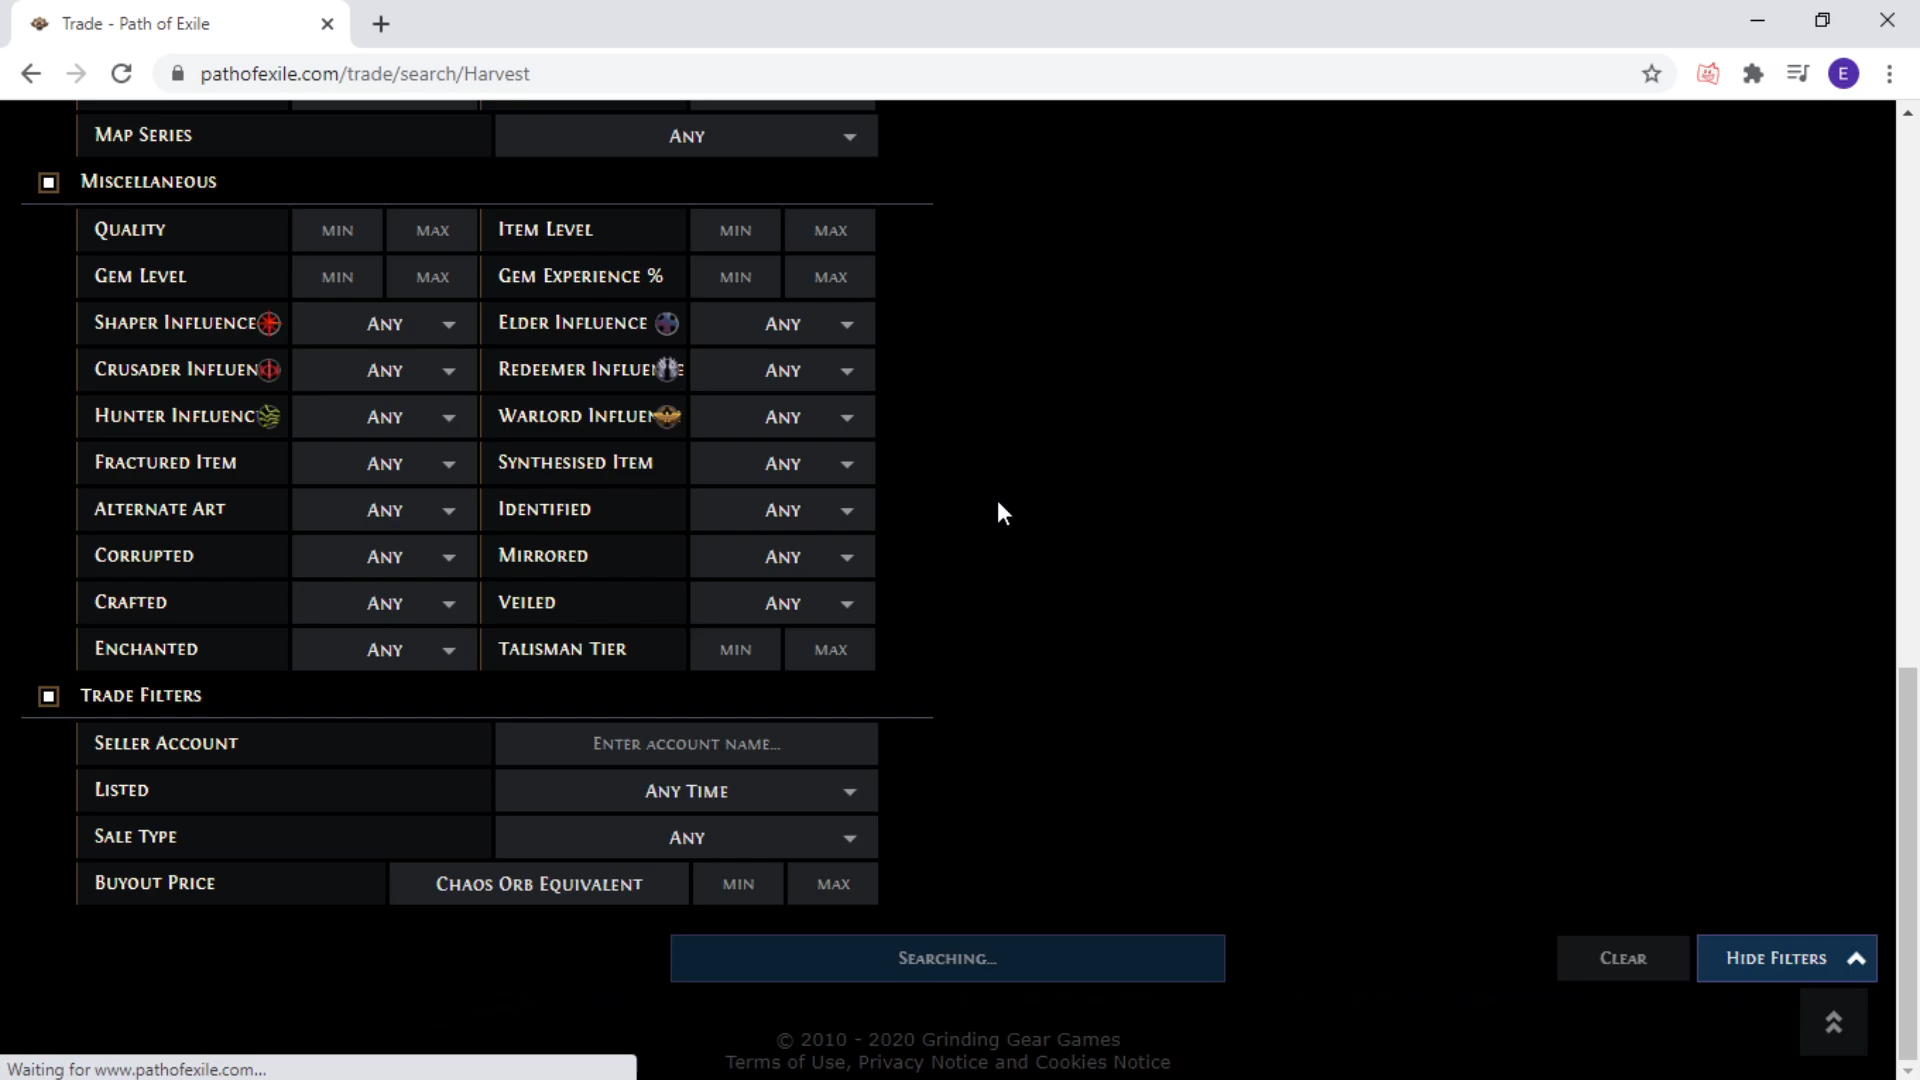 Trade - Path of Exile
pathofexile.com/trade/search/Harvest
E
Map Series Any
Miscellaneous
Quality MIN MAX Item Level MIN MAX
Gem Level MIN MAX Gem Experience % MIN MAX
Shaper Influence Any Elder Influence Any
Crusader Influen Any Redeemer Influe Any
Hunter Influenc Any Warlord Influen Any
Fractured Item Any Synthesised Item Any
Alternate Art Any Identified Any
Corrupted Any Mirrored Any
Crafted Any Veiled Any
Enchanted Any Talisman Tier MIN MAX
Trade Filters
Seller Account Enter account name...
Listed Any Time
Sale Type Any
Buyout Price Chaos Orb Equivalent MIN MAX
Searching...
Clear
Hide Filters
© 2010 - 2020 Grinding Gear Games
Terms of Use, Privacy Notice and Cookies Notice
Waiting for www.pathofexile.com...